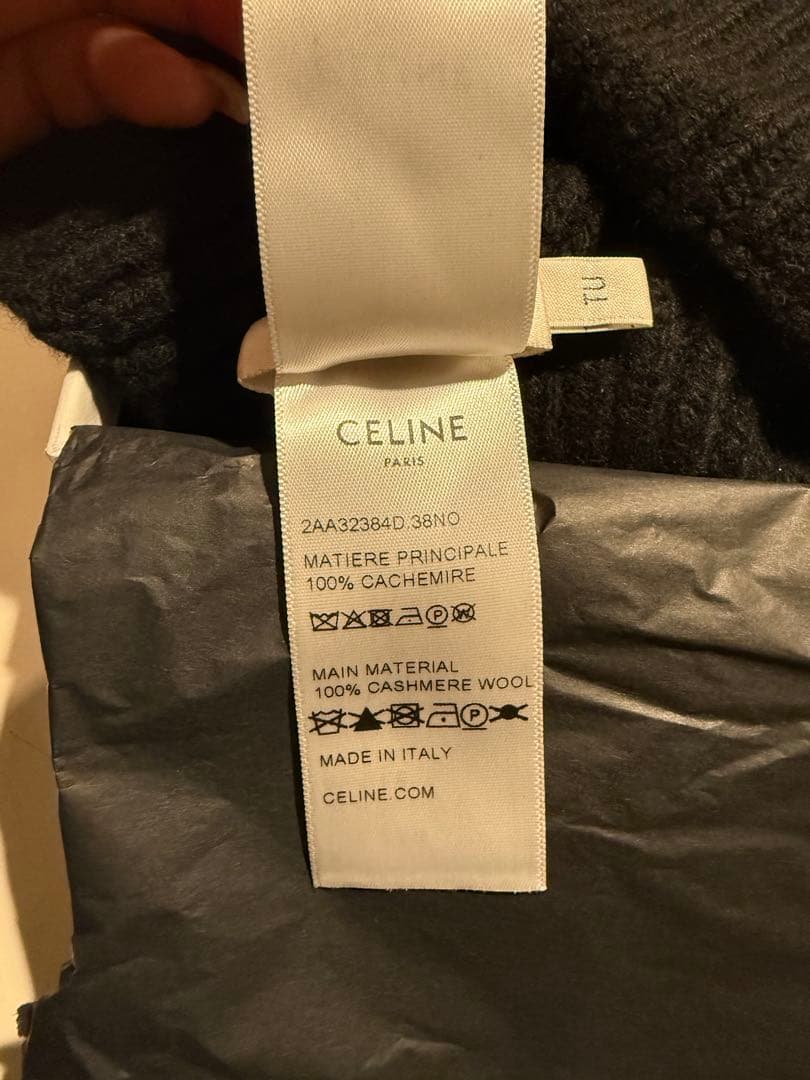 TU
CELINE
PARIS
2AA32384D.38NO
MATIERE PRINCIPALE
100% CACHEMIRE
P W
MAIN MATERIAL
100% CASHMERE WOOL
P
MADE IN ITALY
CELINE.COM